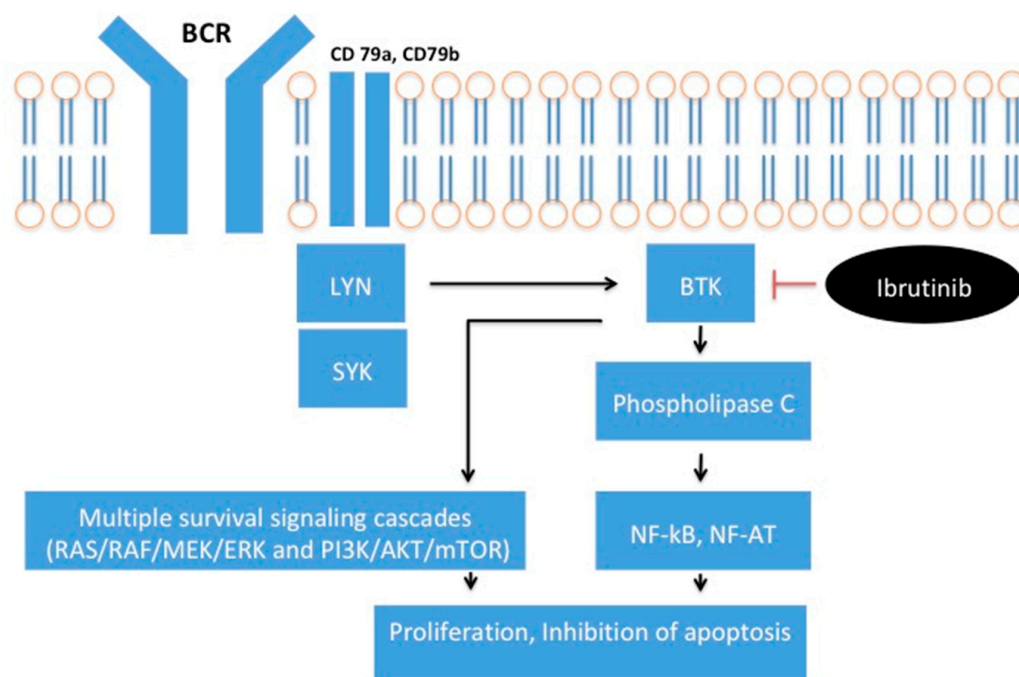 BCR
CD 79a, CD79b
LYN
BTK
Ibrutinib
SYK
Phospholipase C
Multiple survival signaling cascades
(RAS/RAF/MEK/ERK and PI3K/AKT/mTOR)
NF-kB, NF-AT
Proliferation, Inhibition of apoptosis